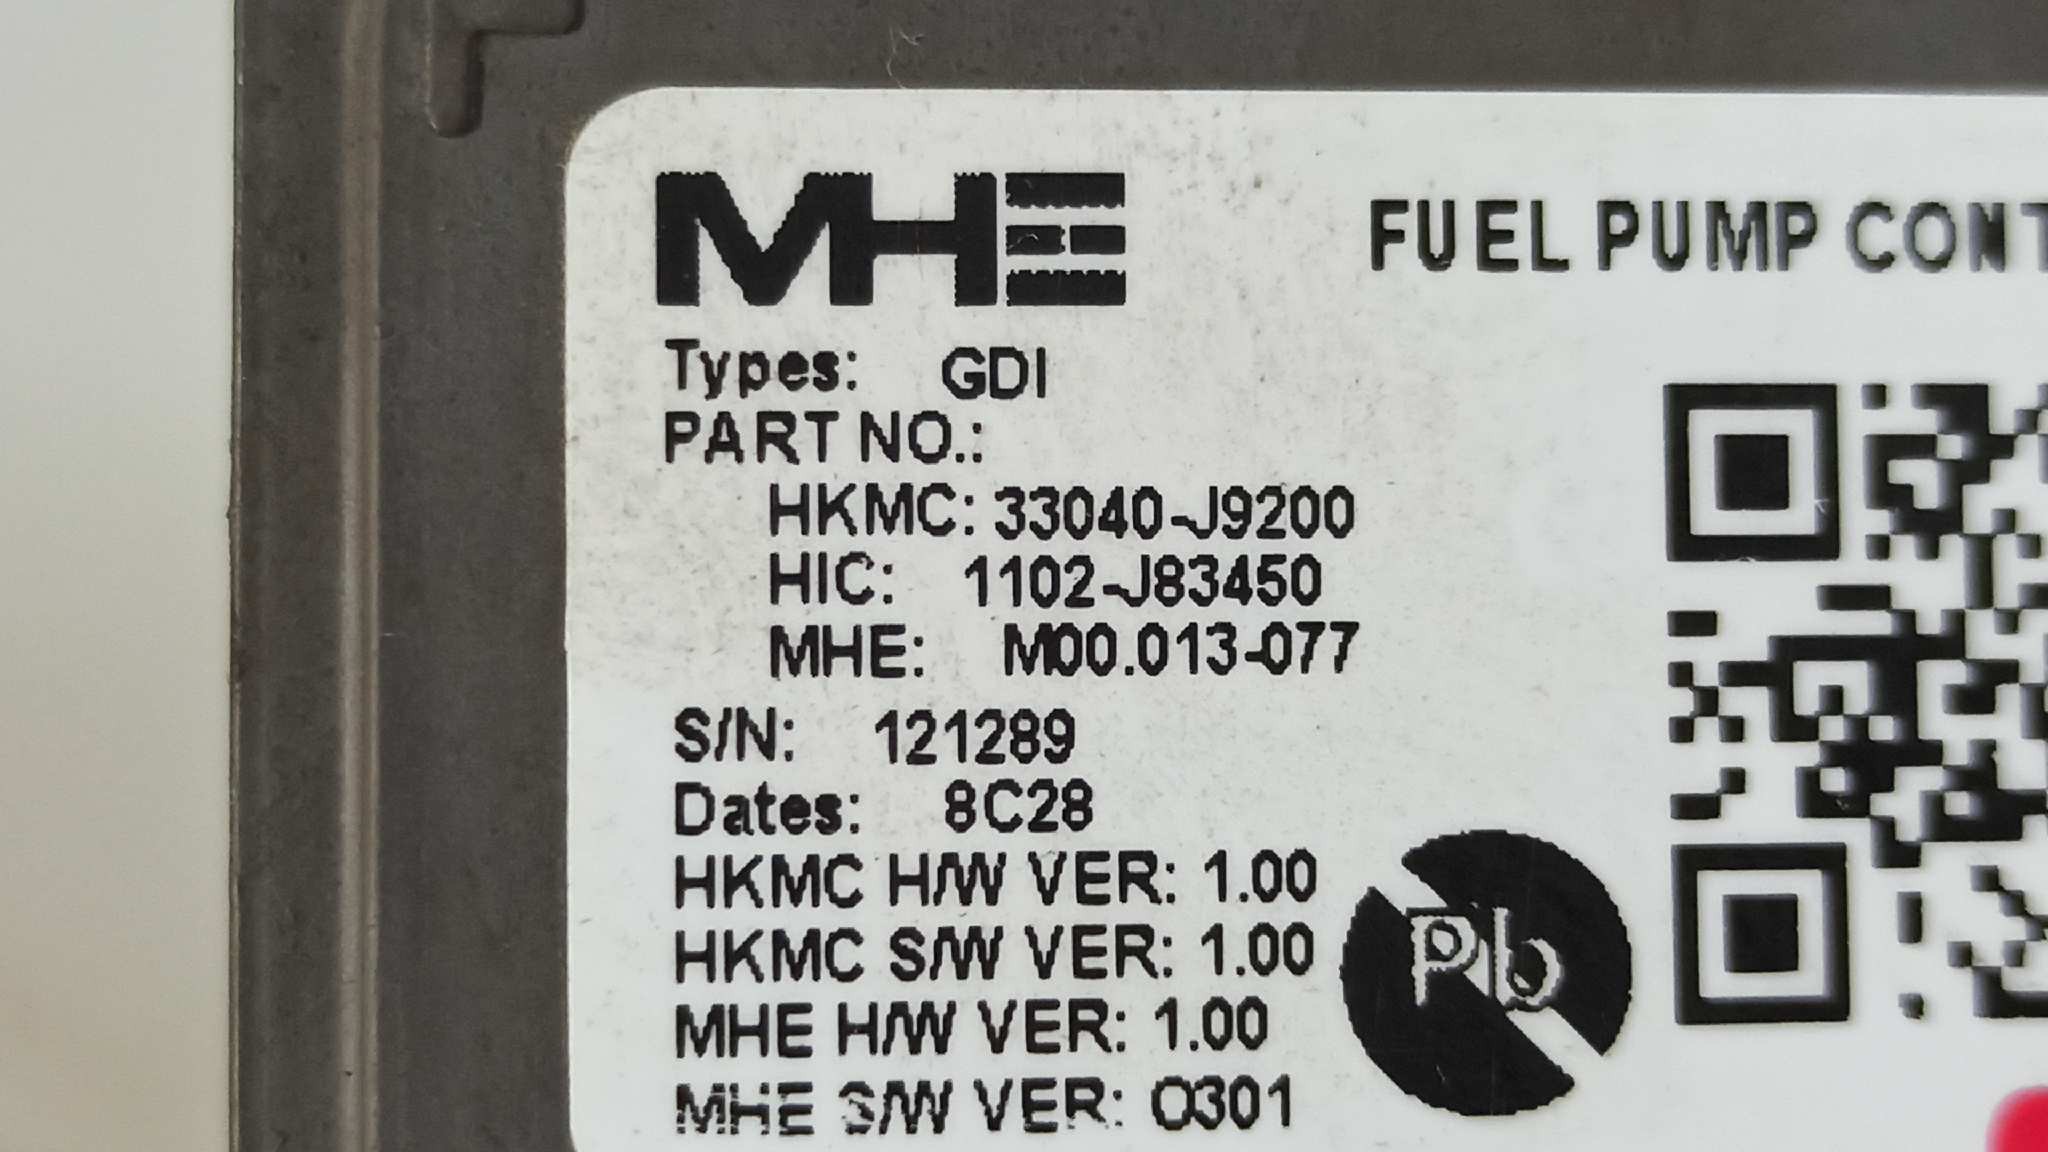 MHE
FUEL PUMP CONT
Types: GDI
PART NO.:
HKMC: 33040-J9200
HIC: 1102-J83450
MHE: M00.013-077
S/N: 121289
Dates: 8C28
HKMC H/W VER: 1.00
HKMC S/W VER: 1.00
MHE H/W VER: 1.00
MHE S/W VER: O301
Pb